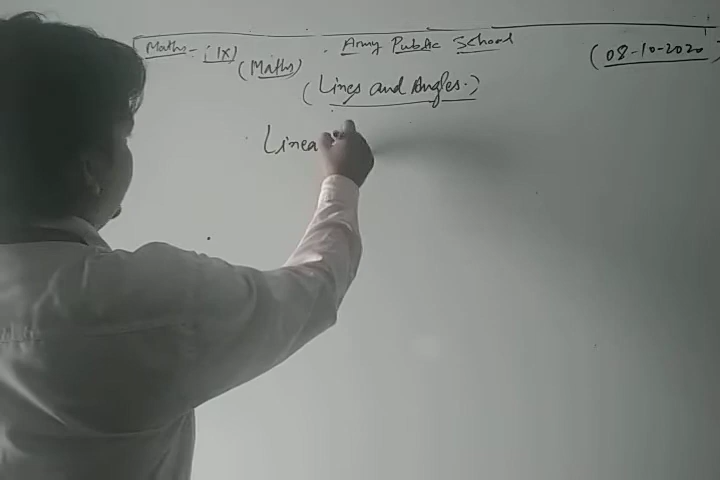 Maths - (IX) Army Public School (08-10-2020)
(Maths)
(Lines and Angles.)
Linea